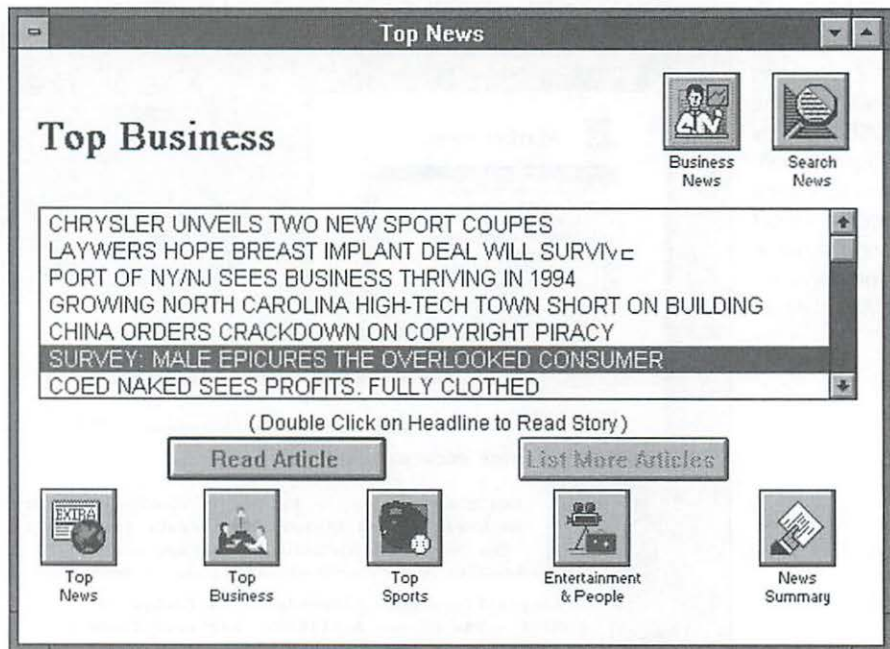 Top News
Top Business
Business
News
Search
News
CHRYSLER UNVEILS TWO NEW SPORT COUPES
LAYWERS HOPE BREAST IMPLANT DEAL WILL SURVIVE
PORT OF NY/NJ SEES BUSINESS THRIVING IN 1994
GROWING NORTH CAROLINA HIGH-TECH TOWN SHORT ON BUILDING
CHINA ORDERS CRACKDOWN ON COPYRIGHT PIRACY
SURVEY: MALE EPICURES THE OVERLOOKED CONSUMER
COED NAKED SEES PROFITS. FULLY CLOTHED
(Double Click on Headline to Read Story)
Read Article
List More Articles
EXTRA
Top
News
Top
Business
Top
Sports
Entertainment
& People
News
Summary